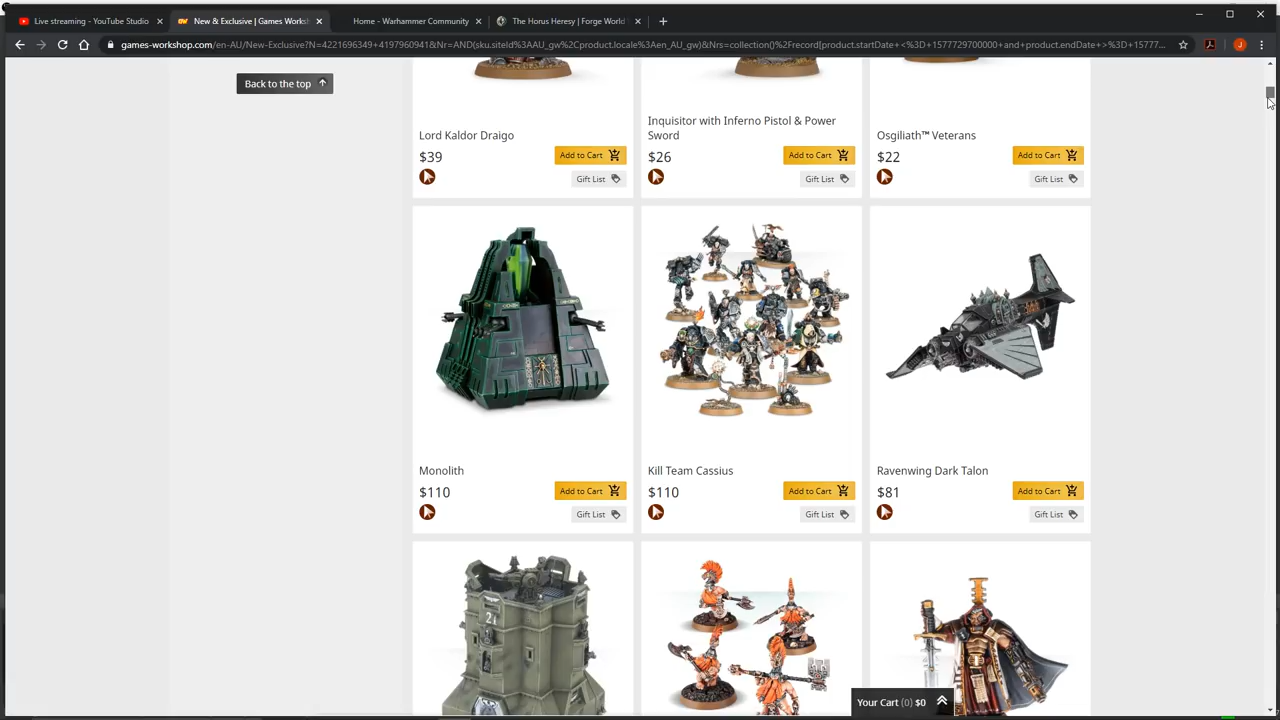 Live streaming - YouTube Studio
New & Exclusive | Games Worksh
Home - Warhammer Community
The Horus Heresy | Forge World
games-workshop.com/en-AU/New-Exclusive?N=4221696349+4197960941&Nr=AND(sku.siteId%3AAU_gw%2Cproduct.locale%3Aen_AU_gw)&Nrs=collection()%2Frecord[product.startDate+<%3D+1577729700000+and+product.endDate+>%3D+15777...
J
Back to the top
Lord Kaldor Draigo
$39
Add to Cart
Gift List
Inquisitor with Inferno Pistol & Power
Sword
$26
Add to Cart
Gift List
Osgiliath™ Veterans
$22
Add to Cart
Gift List
Monolith
$110
Add to Cart
Gift List
Kill Team Cassius
$110
Add to Cart
Gift List
Ravenwing Dark Talon
$81
Add to Cart
Gift List
21
Your Cart (0) $0